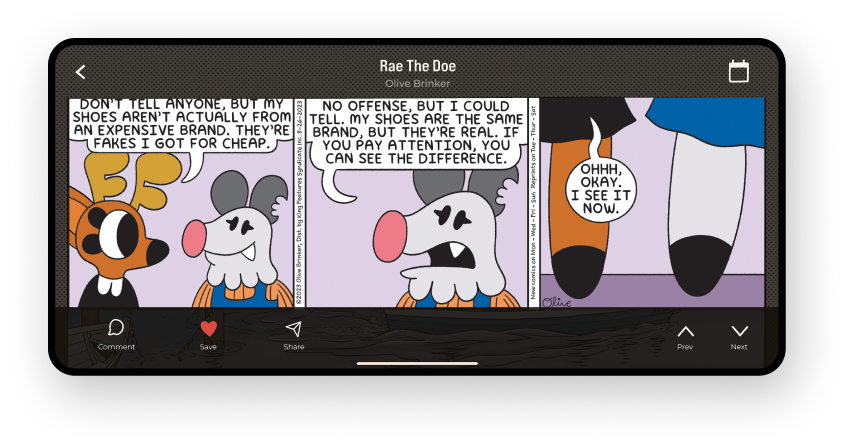 Rae The Doe
Olive Brinker
DON'T TELL ANYONE, BUT MY
SHOES AREN'T ACTUALLY FROM
AN EXPENSIVE BRAND. THEY'RE
FAKES I GOT FOR CHEAP.
©2023 Olive Brinker, Dist. by King Features Syndicate Inc. 5-26-2023
NO OFFENSE, BUT I COULD
TELL. MY SHOES ARE THE SAME
BRAND, BUT THEY'RE REAL. IF
YOU PAY ATTENTION, YOU
CAN SEE THE DIFFERENCE.
New comics on Mon - Wed - Fri - Sun Reprints on Tue - Thur - Sat
OHHH,
OKAY.
I SEE IT
NOW.
Olive
Comment
Save
Share
Prev
Next